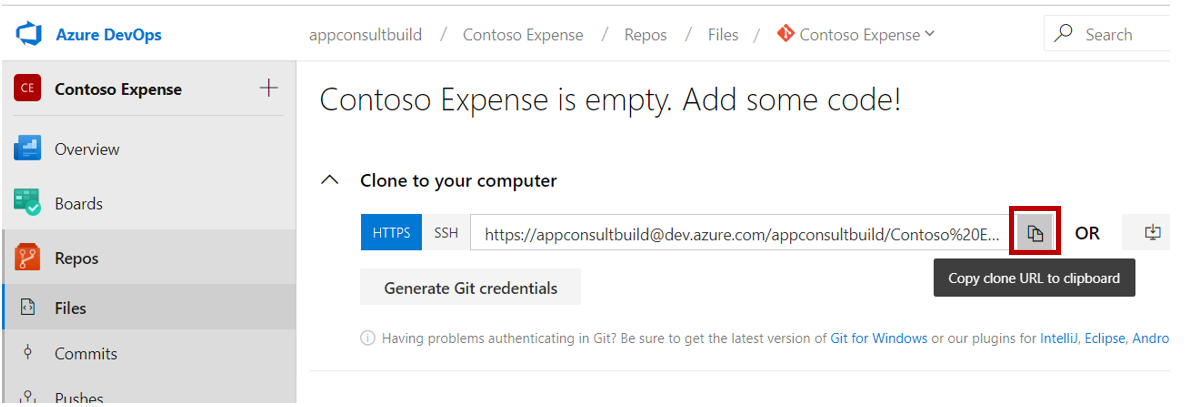 Azure DevOps
appconsultbuild / Contoso Expense / Repos / Files / Contoso Expense
Search
CE Contoso Expense
Contoso Expense is empty. Add some code!
Overview
Boards
Repos
Files
Commits
Pushes
Clone to your computer
HTTPS SSH https://appconsultbuild@dev.azure.com/appconsultbuild/Contoso%20E... OR
Copy clone URL to clipboard
Generate Git credentials
Having problems authenticating in Git? Be sure to get the latest version of Git for Windows or our plugins for IntelliJ, Eclipse, Andro